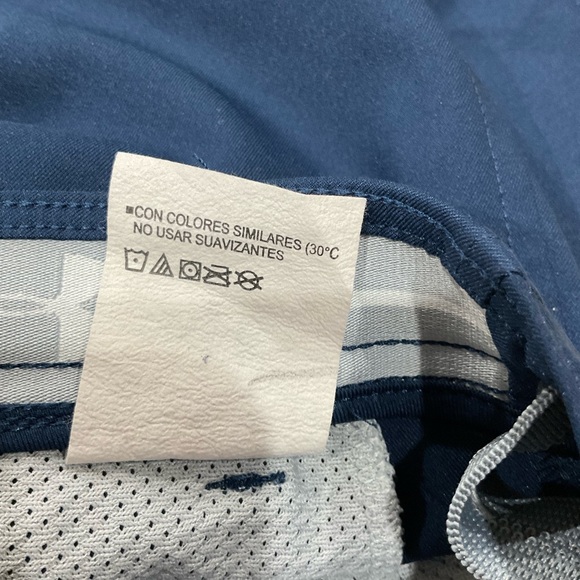 ▪CON COLORES SIMILARES (30°C
NO USAR SUAVIZANTES